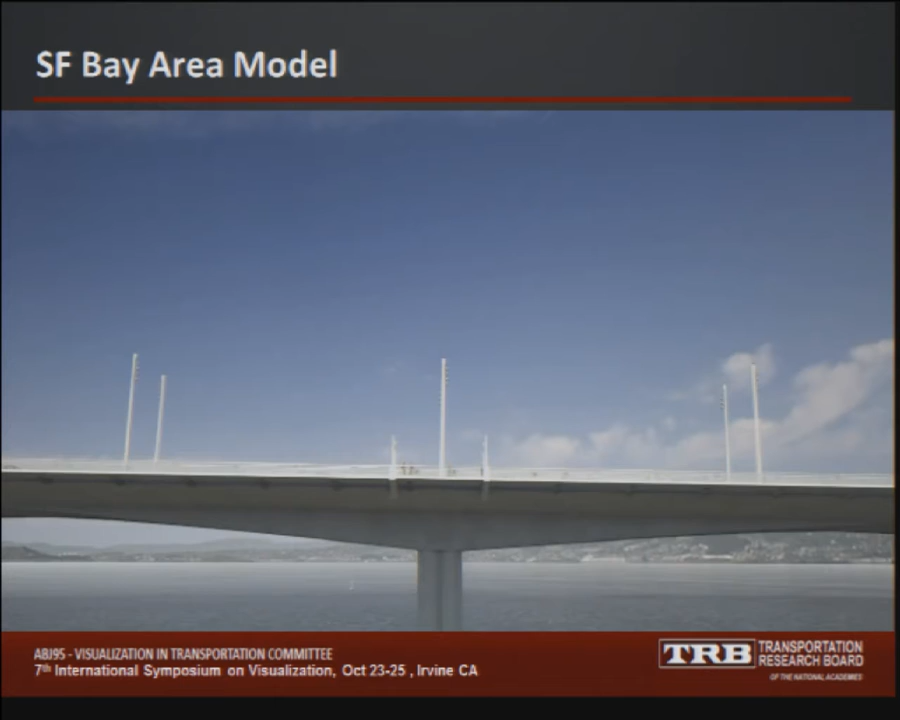 SF Bay Area Model
ABJ95 - VISUALIZATION IN TRANSPORTATION COMMITTEE
7th International Symposium on Visualization, Oct 23-25 , Irvine CA
TRB TRANSPORTATION
RESEARCH BOARD
OF THE NATIONAL ACADEMIES